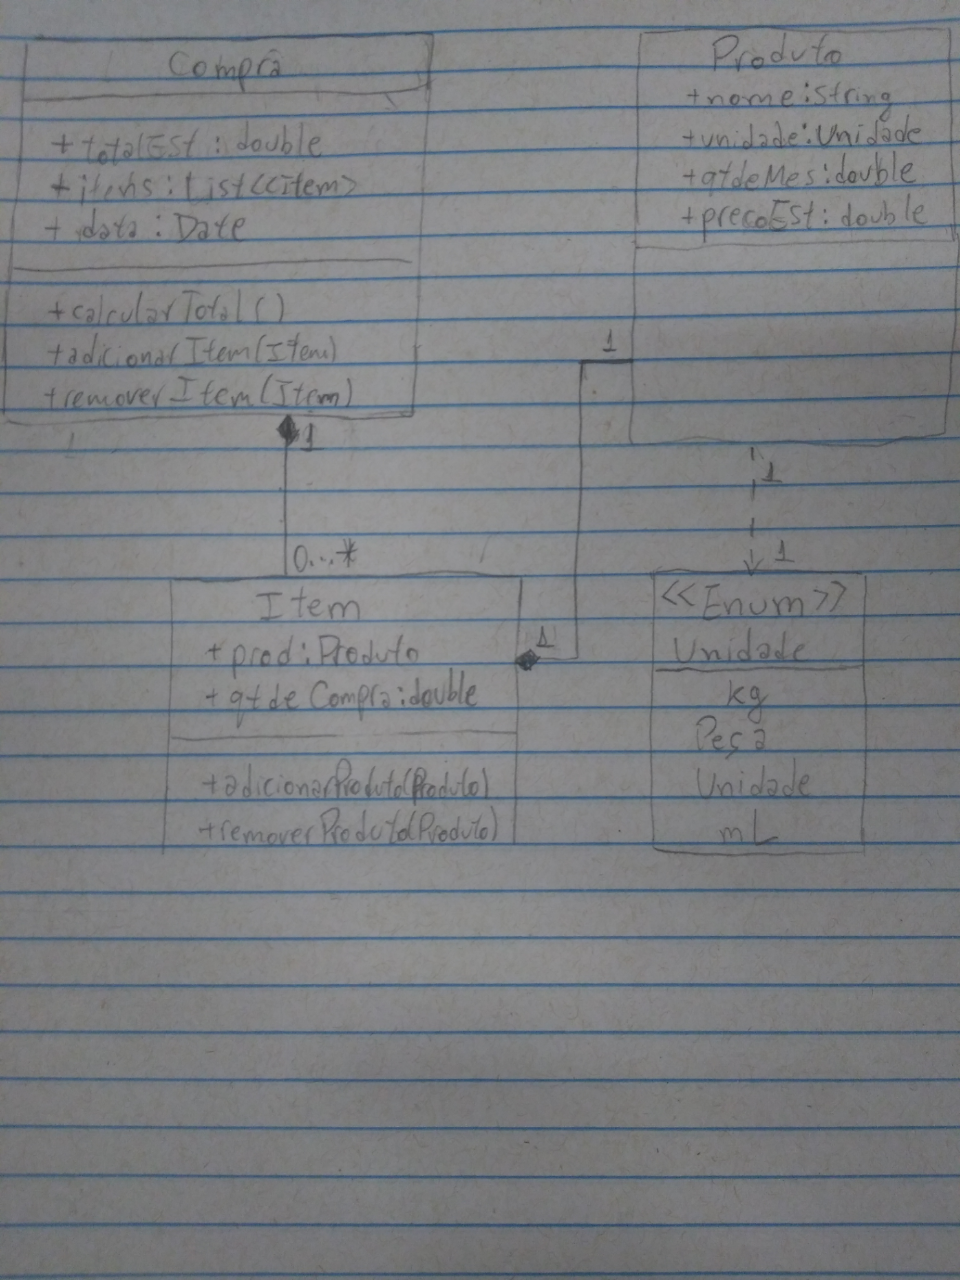 Compra
+ totalEst : double
+ itens : List<<item>
+ data : Date
+calcularTotal()
+adicionarItem(Item)
+removerItem(Item)
1
1
0...*
Item
+ prod : Produto
+ qtdeCompra : double
+adicionarProduto(Produto)
+removerProduto(Produto)
1
1
Produto
+nome : String
+unidade : Unidade
+qtdeMes : double
+precoEst : double
1
1
<<Enum>>
Unidade
kg
Peça
Unidade
mL